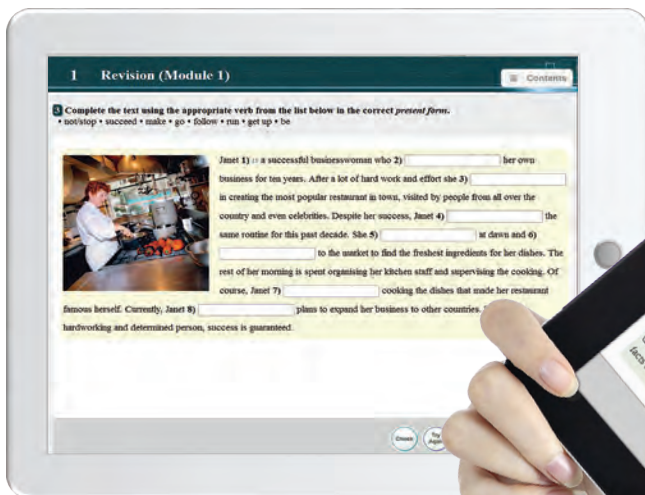 1 Revision (Module 1)
≡ Contents
3 Complete the text using the appropriate verb from the list below in the correct present form.
• not/stop • succeed • make • go • follow • run • get up • be
Janet 1) is a successful businesswoman who 2) her own
business for ten years. After a lot of hard work and effort she 3)
in creating the most popular restaurant in town, visited by people from all over the
country and even celebrities. Despite her success, Janet 4) the
same routine for this past decade. She 5) at dawn and 6)
to the market to find the freshest ingredients for her dishes. The
rest of her morning is spent organising her kitchen staff and supervising the cooking. Of
course, Janet 7) cooking the dishes that made her restaurant
famous herself. Currently, Janet 8) plans to expand her business to other countries.
hardworking and determined person, success is guaranteed.
Check
Try
Again
facts